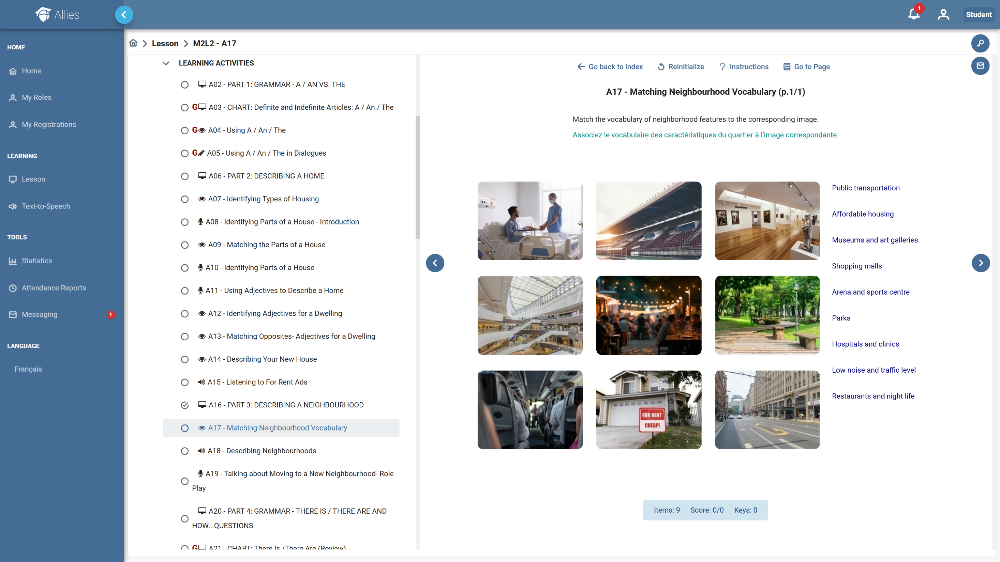 Allies
1
Student
HOME
Home
My Roles
My Registrations
LEARNING
Lesson
Text-to-Speech
TOOLS
Statistics
Attendance Reports
Messaging
1
LANGUAGE
Français
Lesson
M2L2 - A17
LEARNING ACTIVITIES
A02 - PART 1: GRAMMAR - A / AN VS. THE
G A03 - CHART: Definite and Indefinite Articles: A / An / The
G A04 - Using A / An / The
G A05 - Using A / An / The in Dialogues
A06 - PART 2: DESCRIBING A HOME
A07 - Identifying Types of Housing
A08 - Identifying Parts of a House - Introduction
A09 - Matching the Parts of a House
A10 - Identifying Parts of a House
A11 - Using Adjectives to Describe a Home
A12 - Identifying Adjectives for a Dwelling
A13 - Matching Opposites- Adjectives for a Dwelling
A14 - Describing Your New House
A15 - Listening to For Rent Ads
A16 - PART 3: DESCRIBING A NEIGHBOURHOOD
A17 - Matching Neighbourhood Vocabulary
A18 - Describing Neighbourhoods
A19 - Talking about Moving to a New Neighbourhood- Role
Play
A20 - PART 4: GRAMMAR - THERE IS / THERE ARE AND
HOW...QUESTIONS
G A21 - CHART: There Is /There Are (Review)
Go back to index
Reinitialize
? Instructions
Go to Page
A17 - Matching Neighbourhood Vocabulary (p.1/1)
Match the vocabulary of neighborhood features to the corresponding image.
Associez le vocabulaire des caractéristiques du quartier à l'image correspondante.
FOR RENT
CHEAP!
Public transportation
Affordable housing
Museums and art galleries
Shopping malls
Arena and sports centre
Parks
Hospitals and clinics
Low noise and traffic level
Restaurants and night life
Items: 9
Score: 0/0
Keys: 0